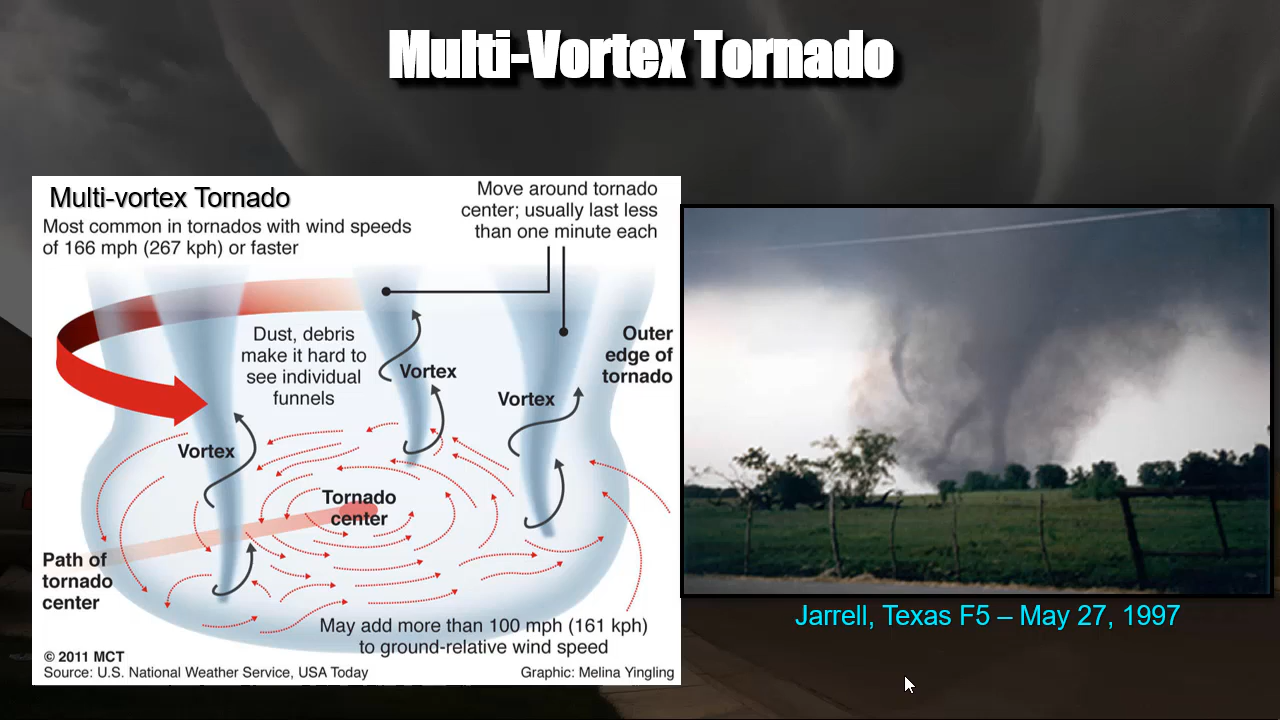 Multi-Vortex Tornado
Multi-vortex Tornado
Most common in tornados with wind speeds
of 166 mph (267 kph) or faster
Move around tornado
center; usually last less
than one minute each
Dust, debris
make it hard to
see individual
funnels
Outer
edge of
tornado
Vortex
Vortex
Vortex
Tornado
center
Path of
tornado
center
May add more than 100 mph (161 kph)
to ground-relative wind speed
© 2011 MCT
Source: U.S. National Weather Service, USA Today
Graphic: Melina Yingling
Jarrell, Texas F5 – May 27, 1997